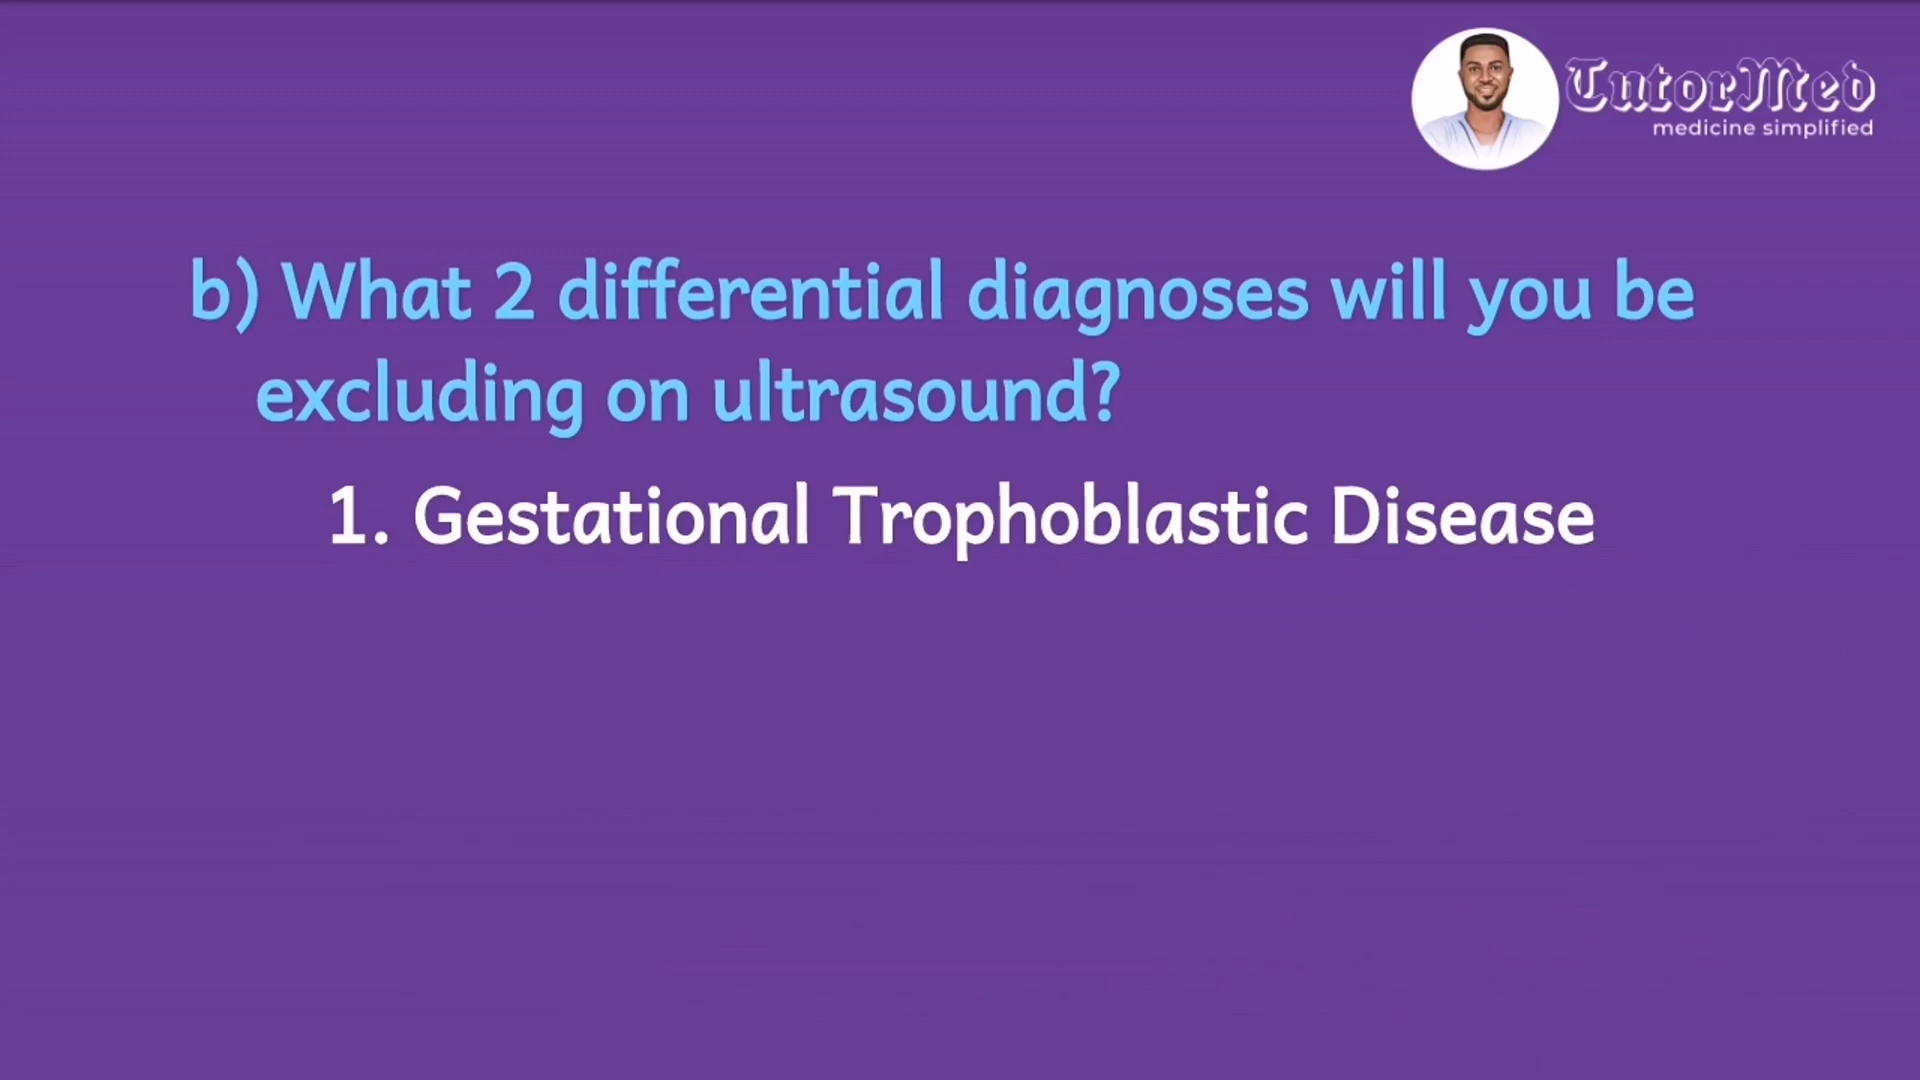 TutorMed
medicine simplified
b) What 2 differential diagnoses will you be
excluding on ultrasound?
1. Gestational Trophoblastic Disease